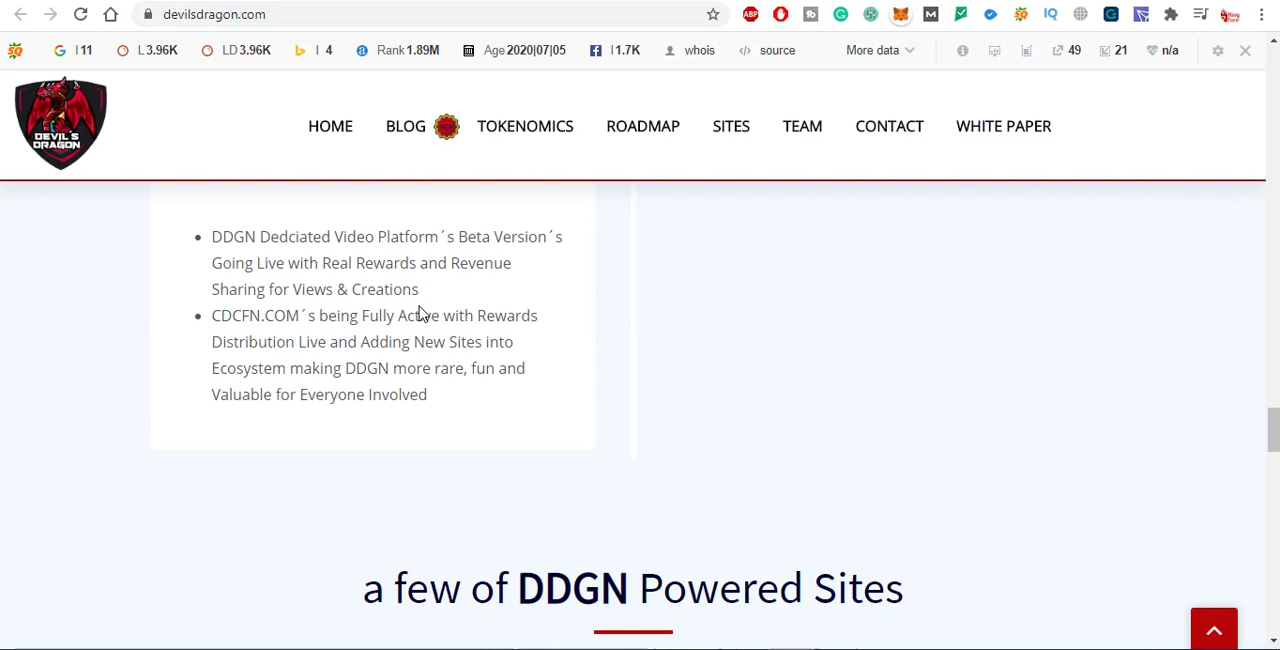 devilsdragon.com
I 11
L 3.96K
LD 3.96K
I 4
Rank 1.89M
Age 2020|07|05
I 1.7K
whois
source
More data
49
21
n/a
DEVIL'S
DRAGON
HOME
BLOG
TOKENOMICS
ROADMAP
SITES
TEAM
CONTACT
WHITE PAPER
DDGN Dedciated Video Platform´s Beta Version´s
Going Live with Real Rewards and Revenue
Sharing for Views & Creations
CDCFN.COM´s being Fully Active with Rewards
Distribution Live and Adding New Sites into
Ecosystem making DDGN more rare, fun and
Valuable for Everyone Involved
a few of DDGN Powered Sites